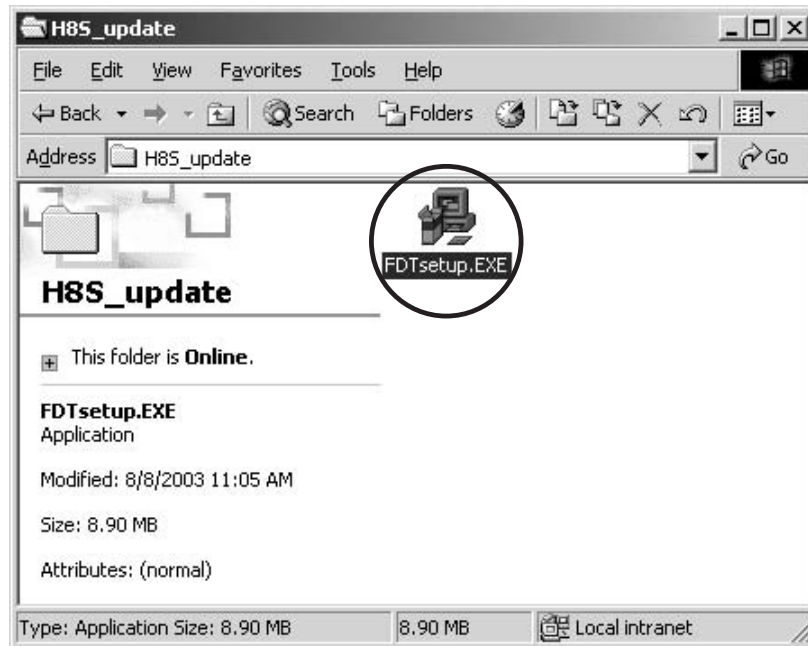 H8S_update
File Edit View Favorites Tools Help
Back Search Folders
Address H8S_update Go
FDTsetup.EXE
H8S_update
This folder is Online.
FDTsetup.EXE
Application
Modified: 8/8/2003 11:05 AM
Size: 8.90 MB
Attributes: (normal)
Type: Application Size: 8.90 MB 8.90 MB Local intranet